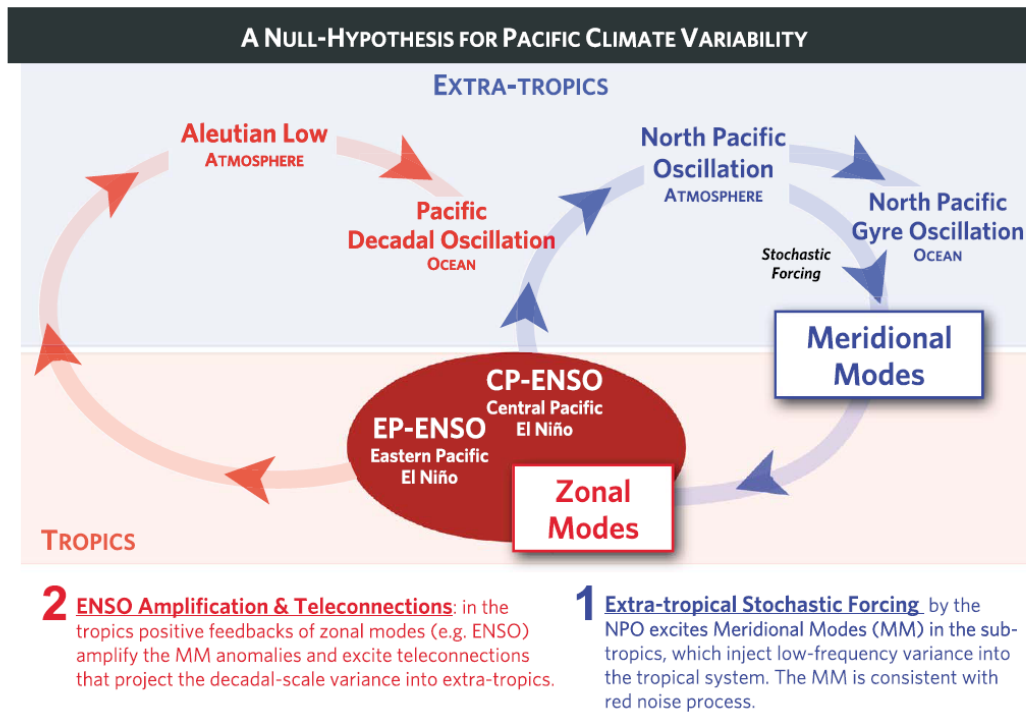 A NULL-HYPOTHESIS FOR PACIFIC CLIMATE VARIABILITY
EXTRA-TROPICS
Aleutian Low
ATMOSPHERE
Pacific
Decadal Oscillation
OCEAN
North Pacific
Oscillation
ATMOSPHERE
North Pacific
Gyre Oscillation
OCEAN
Stochastic
Forcing
Meridional
Modes
CP-ENSO
Central Pacific
El Niño
EP-ENSO
Eastern Pacific
El Niño
Zonal
Modes
TROPICS
2 ENSO Amplification & Teleconnections: in the
tropics positive feedbacks of zonal modes (e.g. ENSO)
amplify the MM anomalies and excite teleconnections
that project the decadal-scale variance into extra-tropics.
1 Extra-tropical Stochastic Forcing by the
NPO excites Meridional Modes (MM) in the sub-
tropics, which inject low-frequency variance into
the tropical system. The MM is consistent with
red noise process.